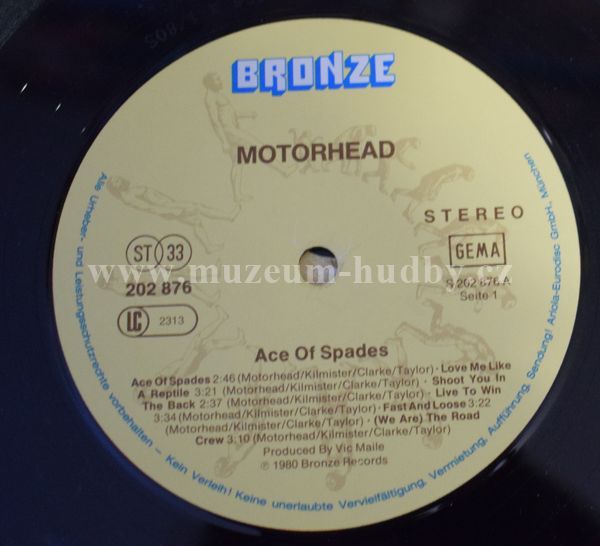 BRONZE
MOTORHEAD
STEREO
ST 33
GEMA
202 876
S 202 876 A
Seite 1
LC 2313
www.muzeum-hudby.cz
Ace Of Spades
Ace Of Spades 2:46 (Motorhead/Kilmister/Clarke/Taylor) · Love Me Like
A Reptile 3:21 (Motorhead/Kilmister/Clarke/Taylor) · Shoot You In
The Back 2:37 (Motorhead/Kilmister/Clarke/Taylor) · Live To Win
3:34 (Motorhead/Kilmister/Clarke/Taylor) · Fast And Loose 3:22
(Motorhead/Kilmister/Clarke/Taylor) · (We Are) The Road
Crew 3:10 (Motorhead/Kilmister/Clarke/Taylor)
Produced By Vic Maile
℗ 1980 Bronze Records
Alle Urheber- und Leistungsschutzrechte vorbehalten – Kein Verleih! Keine unerlaubte Vervielfältigung, Vermietung, Aufführung, Sendung! Ariola-Eurodisc GmbH, München